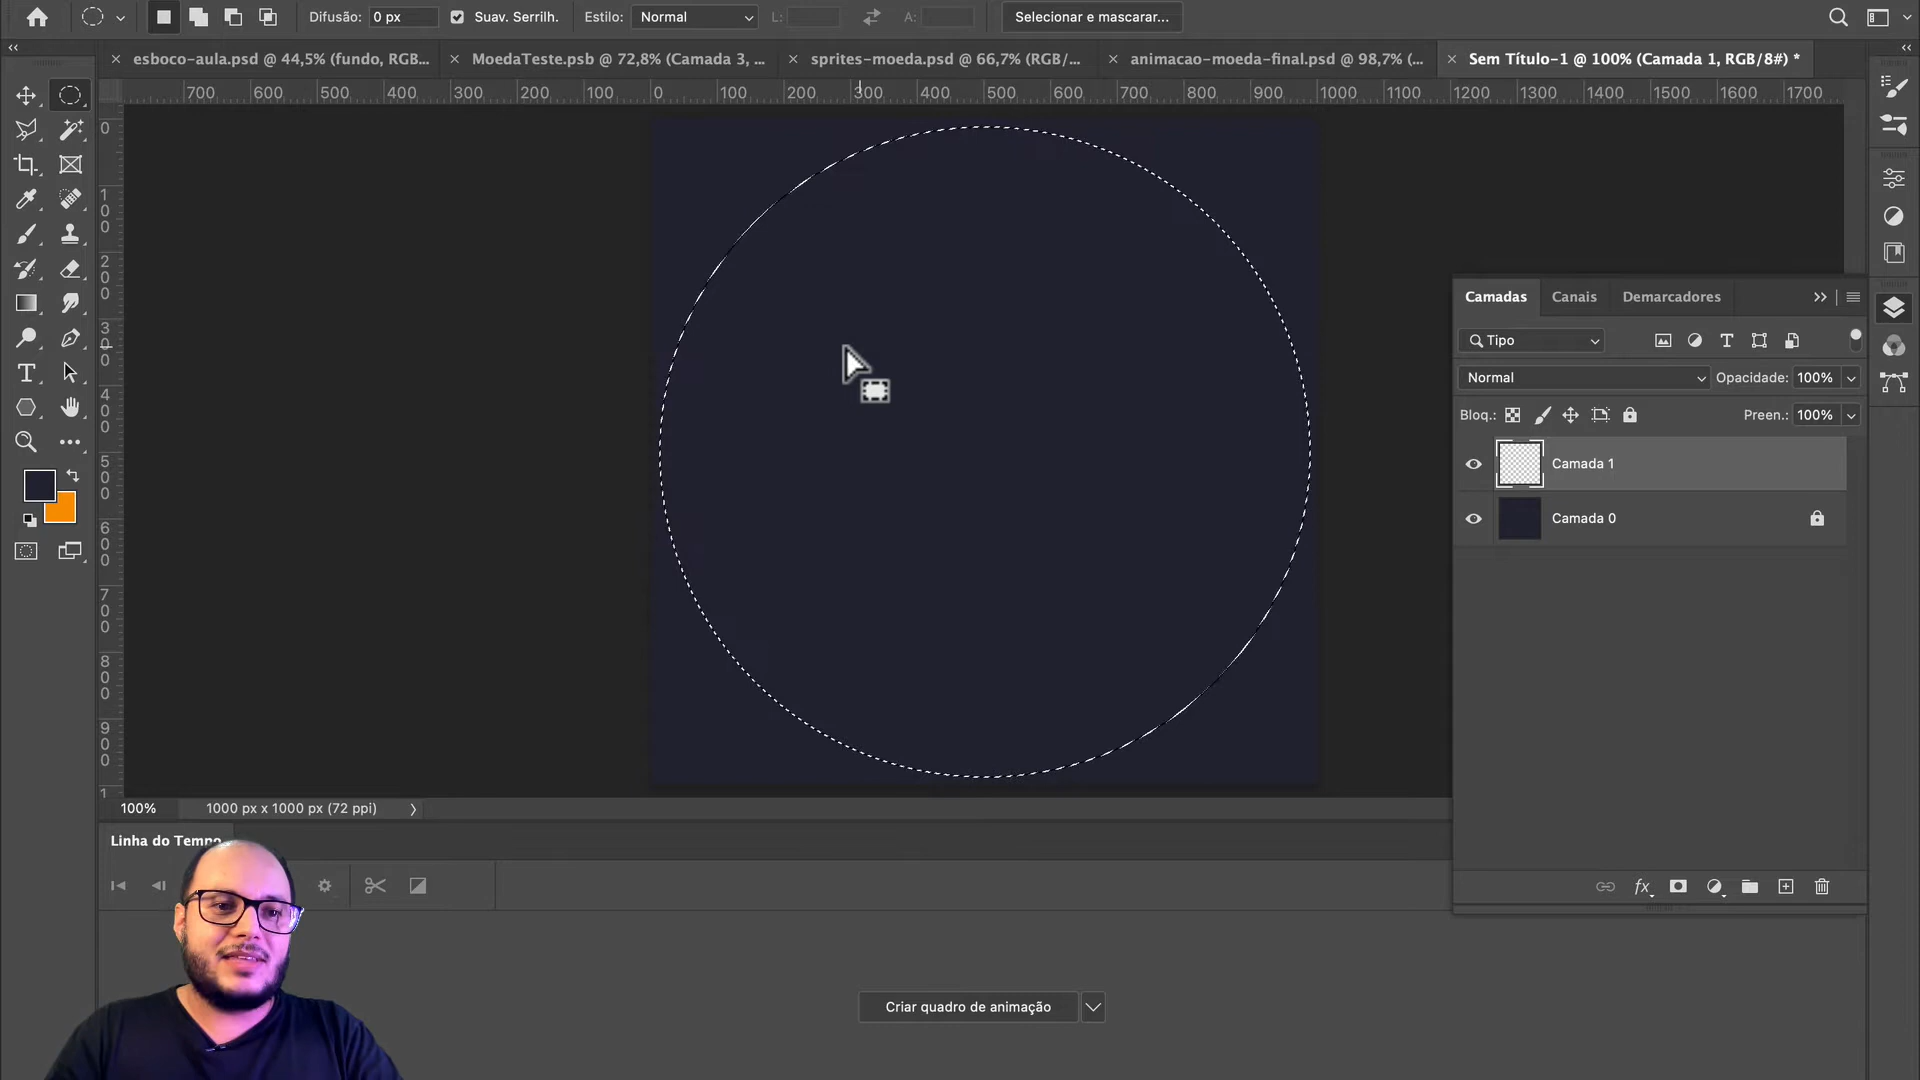 Difusão: 0 px Suav. Serrilh. Estilo: Normal L: A: Selecionar e mascarar...
esboco-aula.psd @ 44,5% (fundo, RGB... MoedaTeste.psb @ 72,8% (Camada 3, ... sprites-moeda.psd @ 66,7% (RGB/... animacao-moeda-final.psd @ 98,7% (... Sem Título-1 @ 100% (Camada 1, RGB/8#) *
700 600 500 400 300 200 100 0 100 200 300 400 500 600 700 800 900 1000 1100 1200 1300 1400 1500 1600 1700
0
100
200
300
400
500
600
700
800
900
1
Camadas Canais Demarcadores
Tipo
Normal Opacidade: 100%
Bloq.: Preen.: 100%
Camada 1
Camada 0
fx
100% 1000 px x 1000 px (72 ppi)
Linha do Tempo
Criar quadro de animação